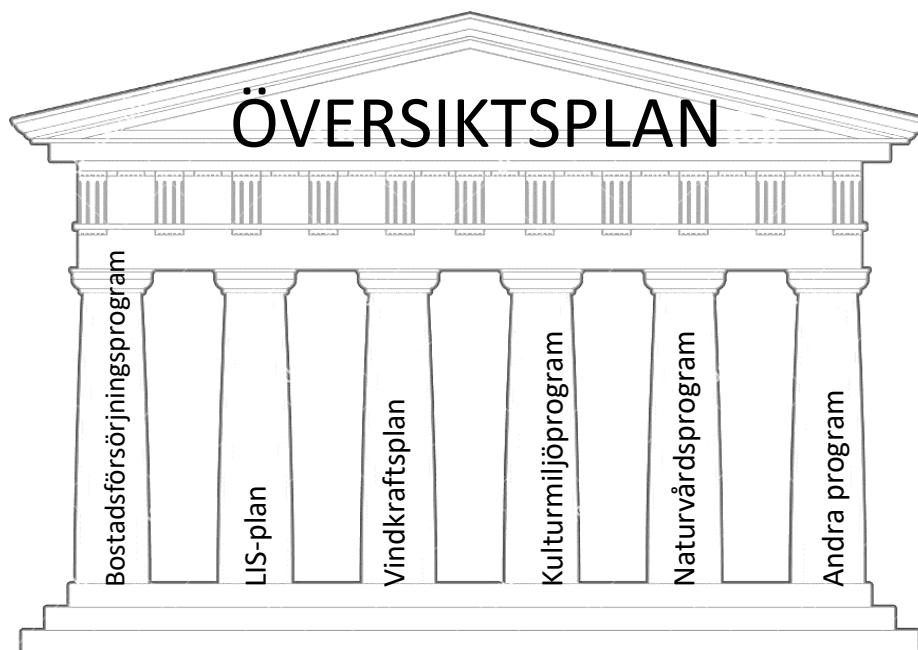 ÖVERSIKTSPLAN
Bostadsförsörjningsprogram
LIS-plan
Vindkraftsplan
Kulturmiljöprogram
Naturvårdsprogram
Andra program